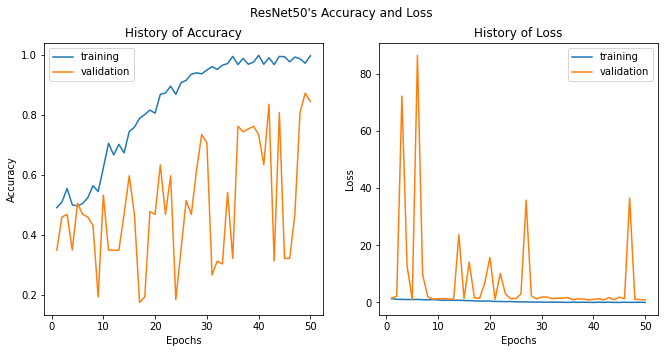 ResNet50's Accuracy and Loss
History of Accuracy
training
validation
1.0
0.8
0.6
0.4
0.2
Accuracy
0 10 20 30 40 50
Epochs
History of Loss
training
validation
80
60
40
20
0
Loss
0 10 20 30 40 50
Epochs